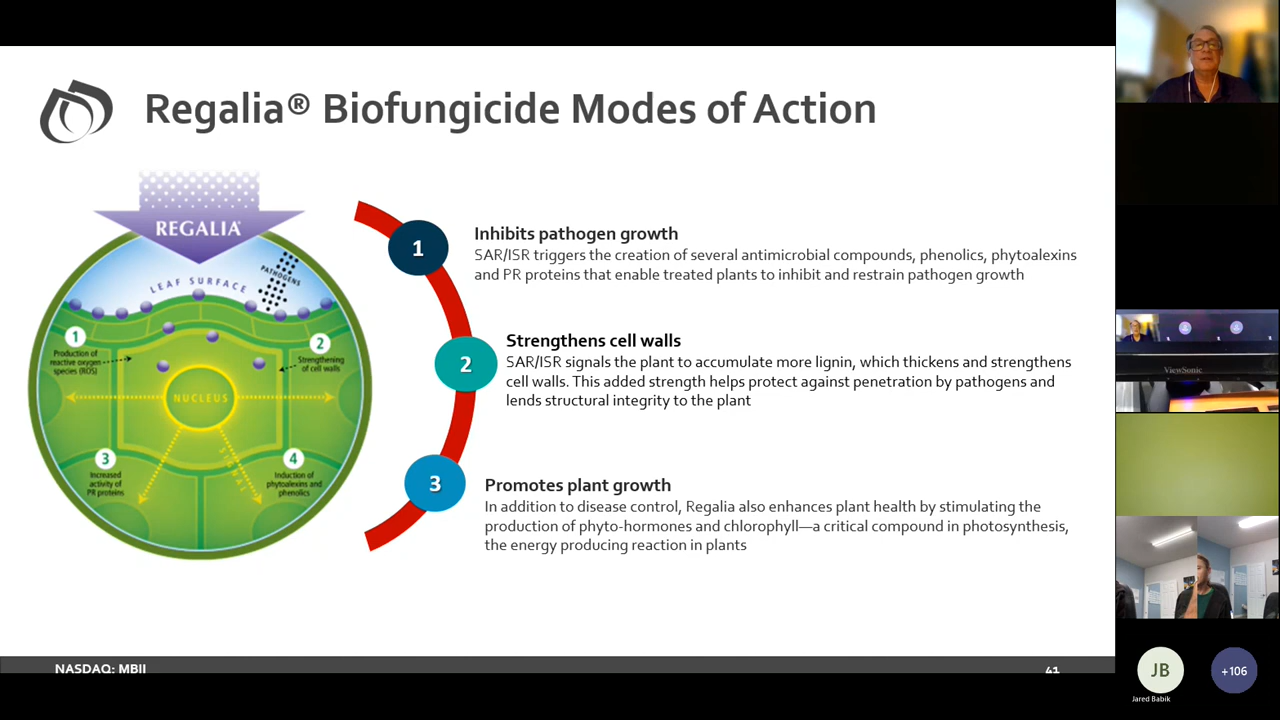 Regalia® Biofungicide Modes of Action
REGALIA®
LEAF SURFACE
PATHOGENS
1
Production of
reactive oxygen
species (ROS)
2
Strengthening
of cell walls
NUCLEUS
3
Increased
activity of
PR proteins
SIGNAL
4
Induction of
phytoalexins
and phenolics
1
Inhibits pathogen growth
SAR/ISR triggers the creation of several antimicrobial compounds, phenolics, phytoalexins
and PR proteins that enable treated plants to inhibit and restrain pathogen growth
2
Strengthens cell walls
SAR/ISR signals the plant to accumulate more lignin, which thickens and strengthens
cell walls. This added strength helps protect against penetration by pathogens and
lends structural integrity to the plant
3
Promotes plant growth
In addition to disease control, Regalia also enhances plant health by stimulating the
production of phyto-hormones and chlorophyll—a critical compound in photosynthesis,
the energy producing reaction in plants
NASDAQ: MBII
41
ViewSonic
JB
Jared Babik
+106